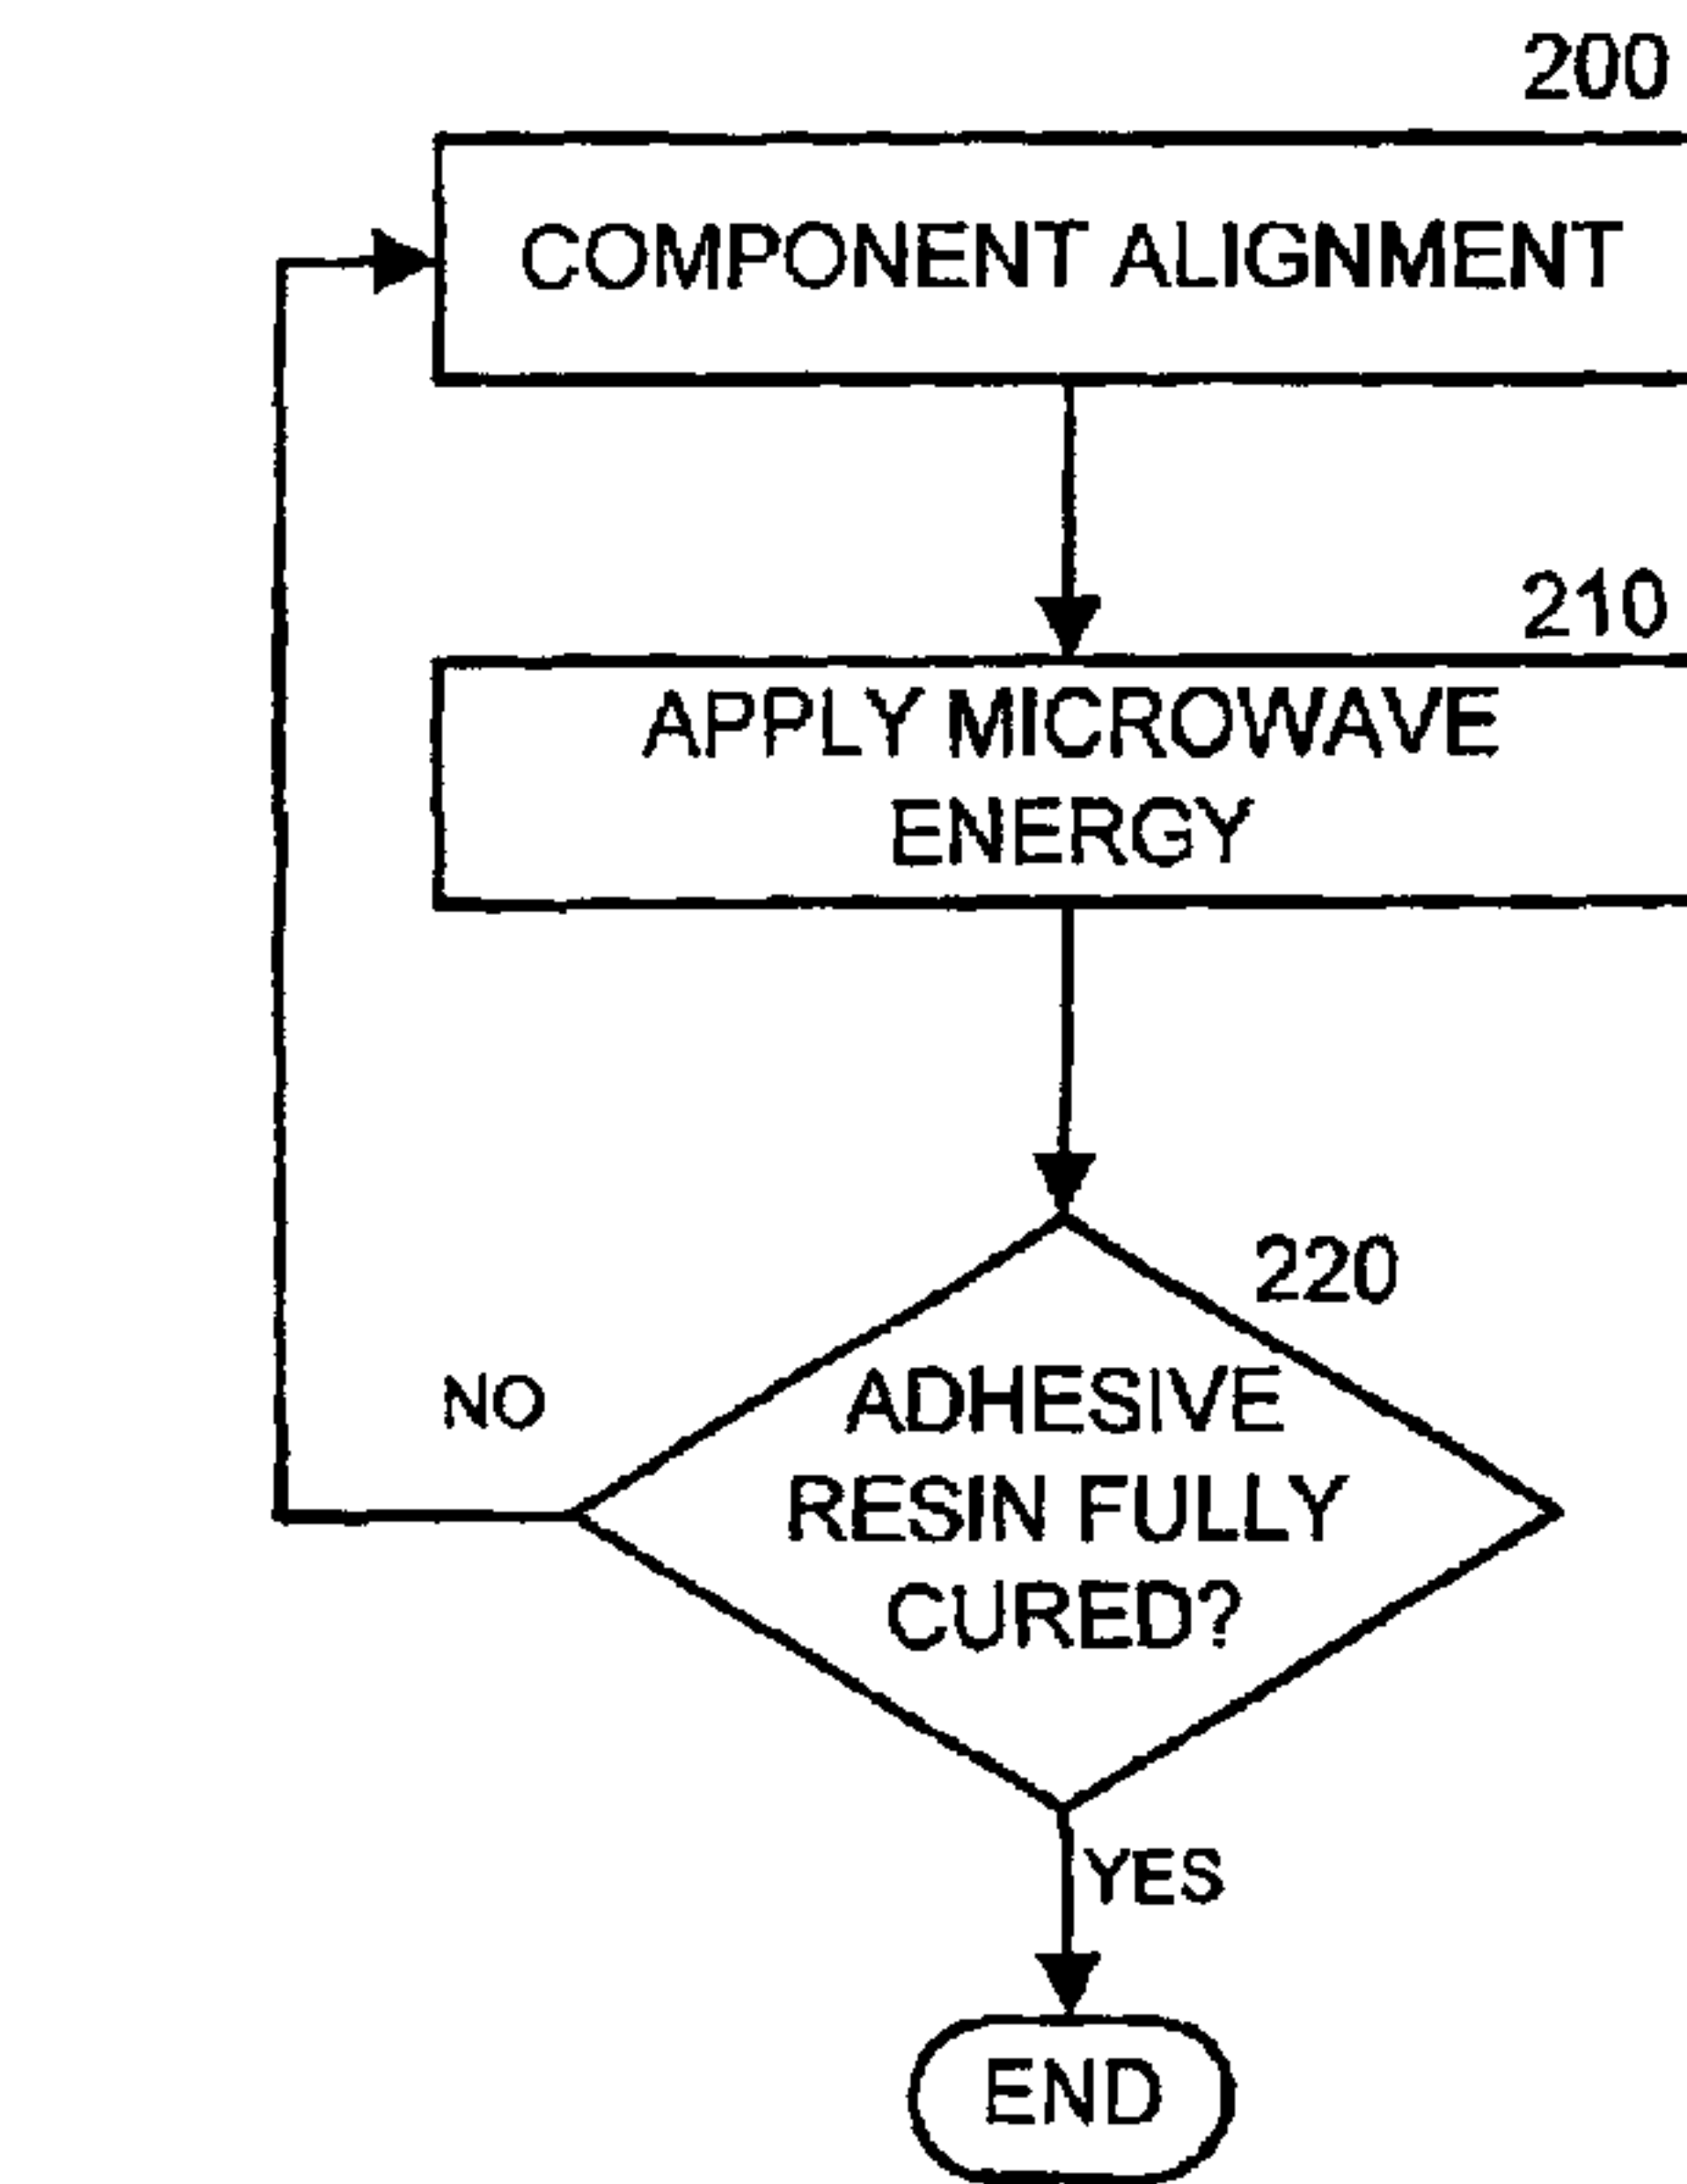 200
COMPONENT ALIGNMENT
210
APPLY MICROWAVE
ENERGY
220
NO
ADHESIVE
RESIN FULLY
CURED?
YES
END